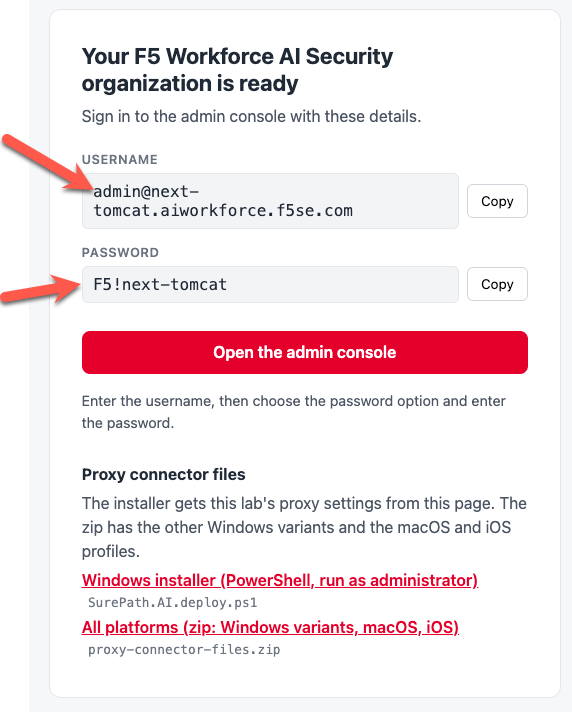 Your F5 Workforce AI Security
organization is ready
Sign in to the admin console with these details.
USERNAME
admin@next-
tomcat.aiworkforce.f5se.com
Copy
PASSWORD
F5!next-tomcat
Copy
Open the admin console
Enter the username, then choose the password option and enter
the password.
Proxy connector files
The installer gets this lab's proxy settings from this page. The
zip has the other Windows variants and the macOS and iOS
profiles.
Windows installer (PowerShell, run as administrator)
SurePath.AI.deploy.ps1
All platforms (zip: Windows variants, macOS, iOS)
proxy-connector-files.zip